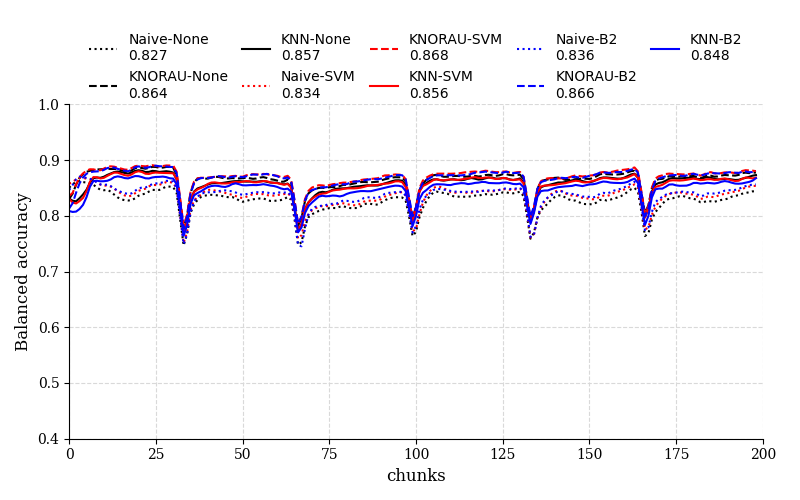 Naive-None KNN-None KNORAU-SVM Naive-B2 KNN-B2
0.827 0.857 0.868 0.836 0.848
KNORAU-None Naive-SVM KNN-SVM KNORAU-B2
0.864 0.834 0.856 0.866
1.0
0.9
0.8
0.7
0.6
0.5
0.4
Balanced accuracy
0 25 50 75 100 125 150 175 200
chunks